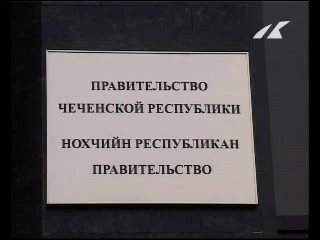 ПРАВИТЕЛЬСТВО
ЧЕЧЕНСКОЙ РЕСПУБЛИКИ
НОХЧИЙН РЕСПУБЛИКАН
ПРАВИТЕЛЬСТВО